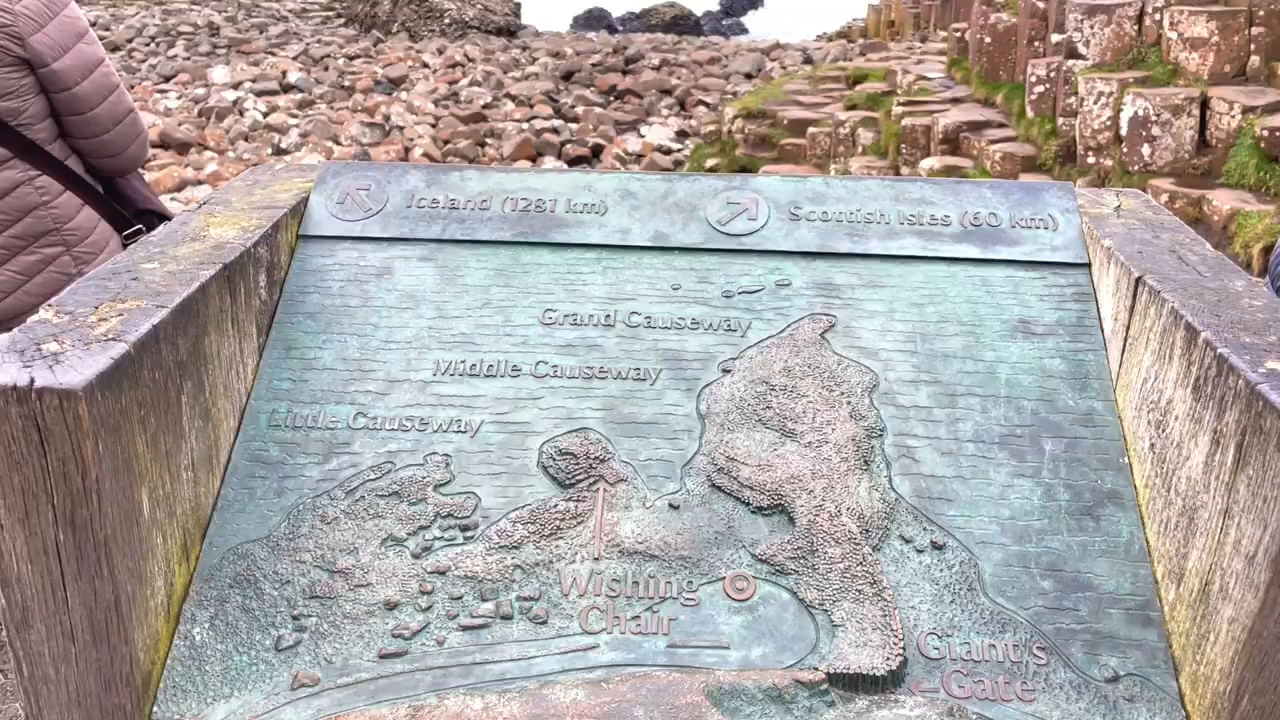 Iceland (1281 km)
Scottish Isles (60 km)
Grand Causeway
Middle Causeway
Little Causeway
Wishing
Chair
Giant's
Gate